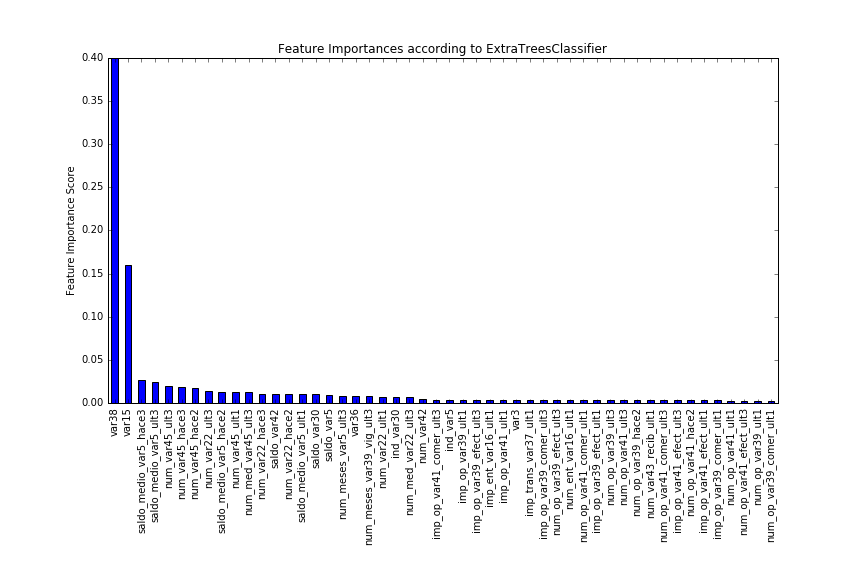 Feature Importances according to ExtraTreesClassifier
Feature Importance Score
0.40
0.35
0.30
0.25
0.20
0.15
0.10
0.05
0.00
var38
var15
saldo_medio_var5_hace3
saldo_medio_var5_ult3
num_var45_ult3
num_var45_hace3
num_var45_hace2
num_var22_ult3
saldo_medio_var5_hace2
num_var45_ult1
num_med_var45_ult3
num_var22_hace3
saldo_var42
num_var22_hace2
saldo_medio_var5_ult1
saldo_var30
saldo_var5
num_meses_var5_ult3
var36
num_meses_var39_vig_ult3
num_var22_ult1
ind_var30
num_med_var22_ult3
num_var42
imp_op_var41_comer_ult3
ind_var5
imp_op_var39_ult1
imp_op_var39_efect_ult3
imp_ent_var16_ult1
imp_op_var41_ult1
var3
imp_trans_var37_ult1
imp_op_var39_comer_ult3
num_op_var39_efect_ult3
num_ent_var16_ult1
num_op_var41_comer_ult1
imp_op_var39_efect_ult1
num_op_var39_ult3
num_op_var41_ult3
num_op_var39_hace2
num_var43_recib_ult1
num_op_var41_comer_ult3
imp_op_var41_efect_ult3
num_op_var41_hace2
imp_op_var41_efect_ult1
imp_op_var39_comer_ult1
num_op_var41_ult1
num_op_var41_efect_ult3
num_op_var39_ult1
num_op_var39_comer_ult1